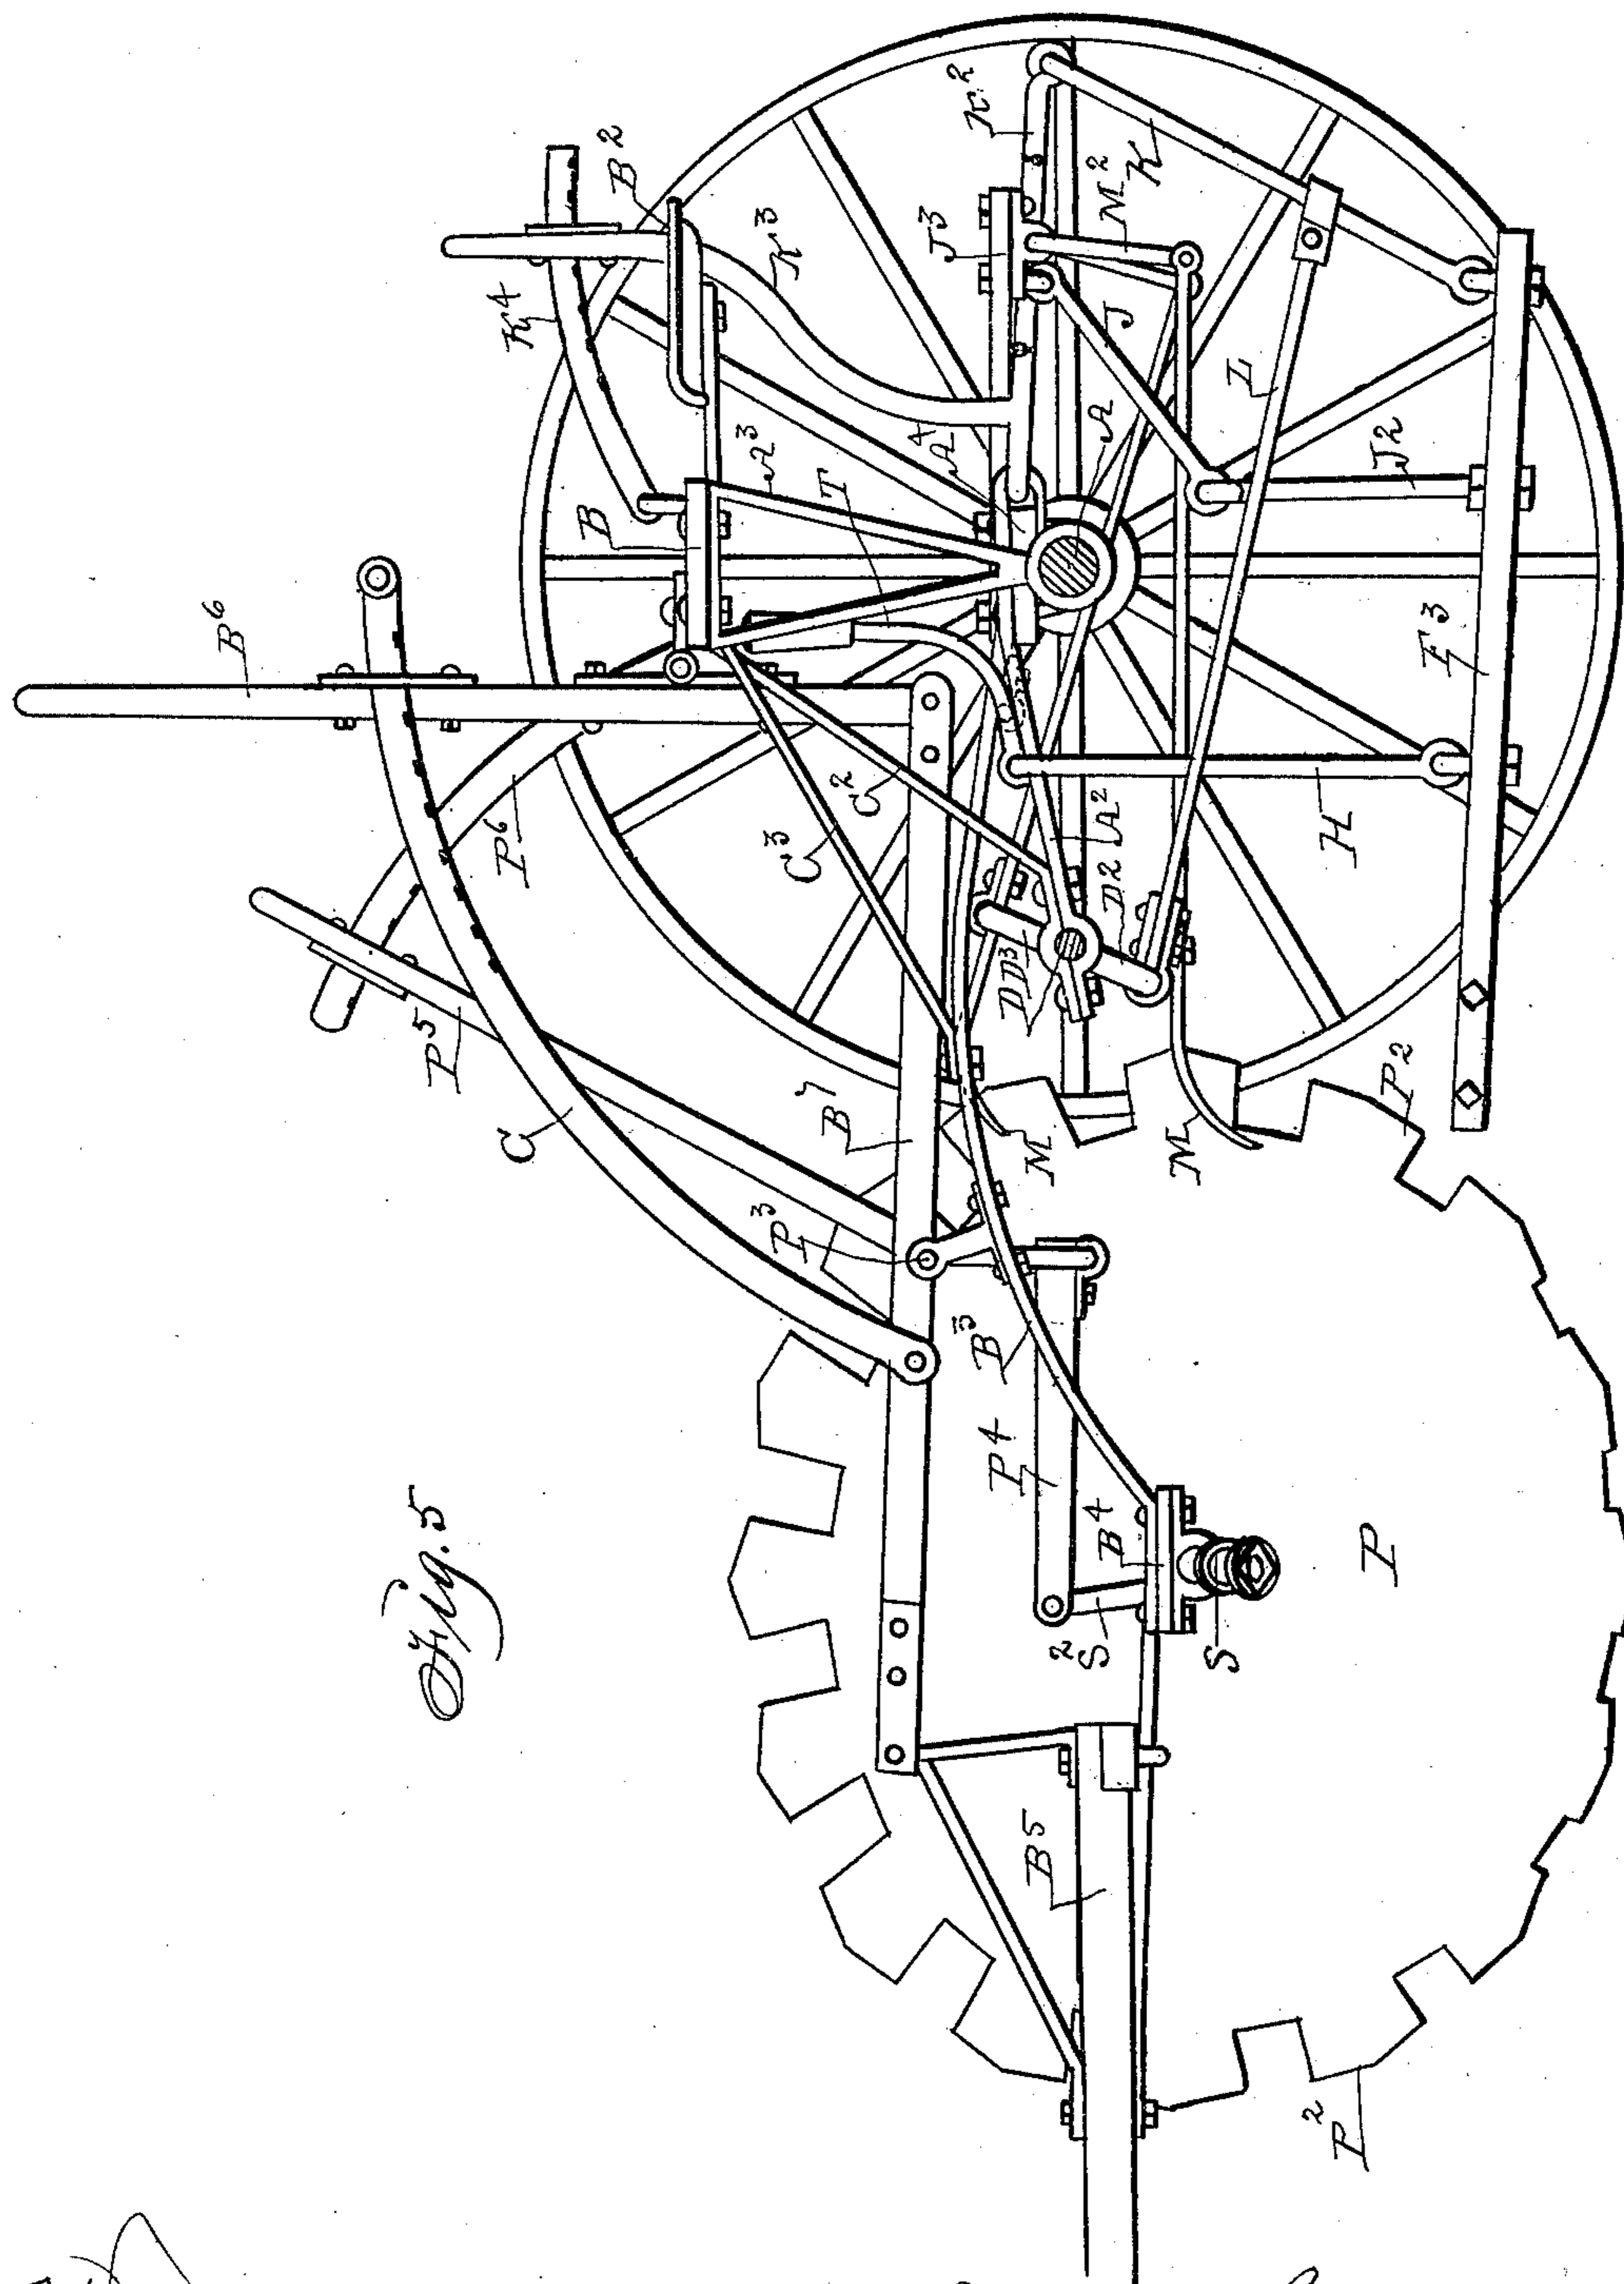 Fig. 5
B⁶
K⁴
B²
K³
B
A³
T
A⁴
J³
K²
M²
K
J
A
L
J²
F³
P⁶
P⁵
C
C³
C²
A²
D²
D D³
H
B⁷
M
M
P²
P³
B³
P⁴
B⁴
S²
S
P
B⁵
P²